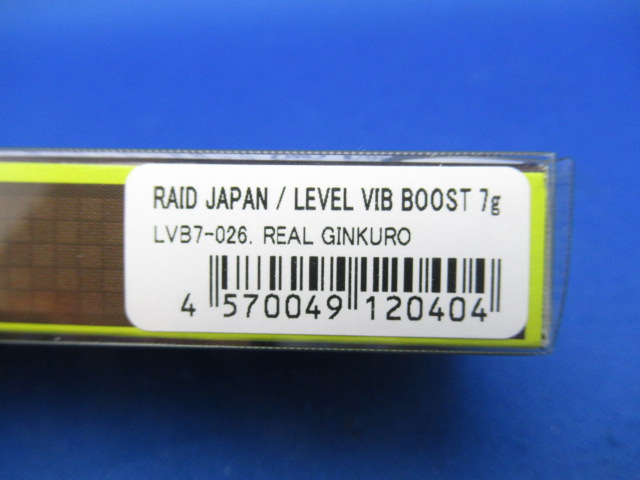 RAID JAPAN / LEVEL VIB BOOST 7g
LVB7-026. REAL GINKURO
4 570049 120404